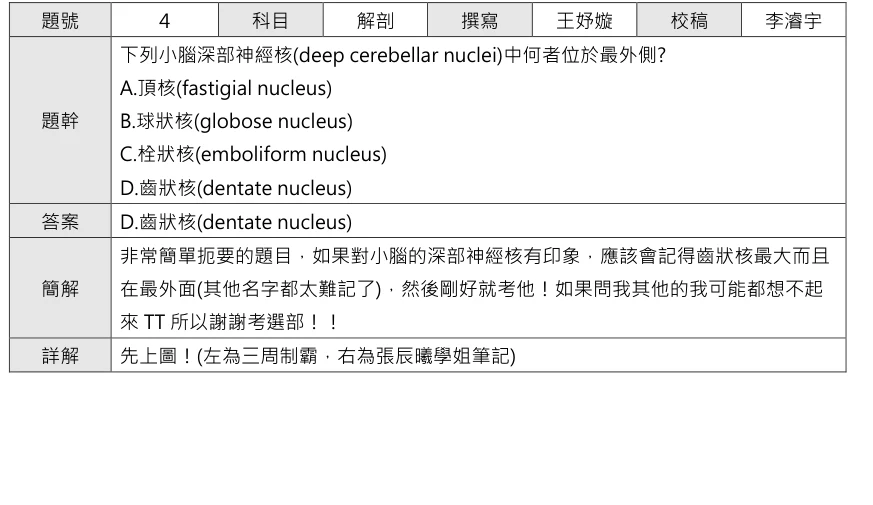 題號 4 科目 解剖 撰寫 王妤嫙 校稿 李濬宇
題幹
下列小腦深部神經核(deep cerebellar nuclei)中何者位於最外側?
A.頂核(fastigial nucleus)
B.球狀核(globose nucleus)
C.栓狀核(emboliform nucleus)
D.齒狀核(dentate nucleus)
答案 D.齒狀核(dentate nucleus)
簡解
非常簡單扼要的題目，如果對小腦的深部神經核有印象，應該會記得齒狀核最大而且
在最外面(其他名字都太難記了)，然後剛好就考他！如果問我其他的我可能都想不起
來 TT 所以謝謝考選部！！
詳解 先上圖！(左為三周制霸，右為張辰曦學姐筆記)